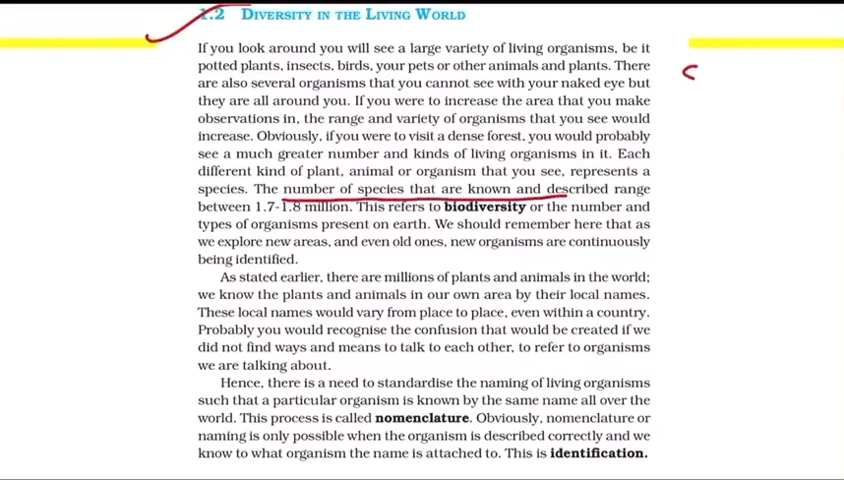 1.2 DIVERSITY IN THE LIVING WORLD
If you look around you will see a large variety of living organisms, be it
potted plants, insects, birds, your pets or other animals and plants. There
are also several organisms that you cannot see with your naked eye but
they are all around you. If you were to increase the area that you make
observations in, the range and variety of organisms that you see would
increase. Obviously, if you were to visit a dense forest, you would probably
see a much greater number and kinds of living organisms in it. Each
different kind of plant, animal or organism that you see, represents a
species. The number of species that are known and described range
between 1.7-1.8 million. This refers to biodiversity or the number and
types of organisms present on earth. We should remember here that as
we explore new areas, and even old ones, new organisms are continuously
being identified.
As stated earlier, there are millions of plants and animals in the world;
we know the plants and animals in our own area by their local names.
These local names would vary from place to place, even within a country.
Probably you would recognise the confusion that would be created if we
did not find ways and means to talk to each other, to refer to organisms
we are talking about.
Hence, there is a need to standardise the naming of living organisms
such that a particular organism is known by the same name all over the
world. This process is called nomenclature. Obviously, nomenclature or
naming is only possible when the organism is described correctly and we
know to what organism the name is attached to. This is identification.